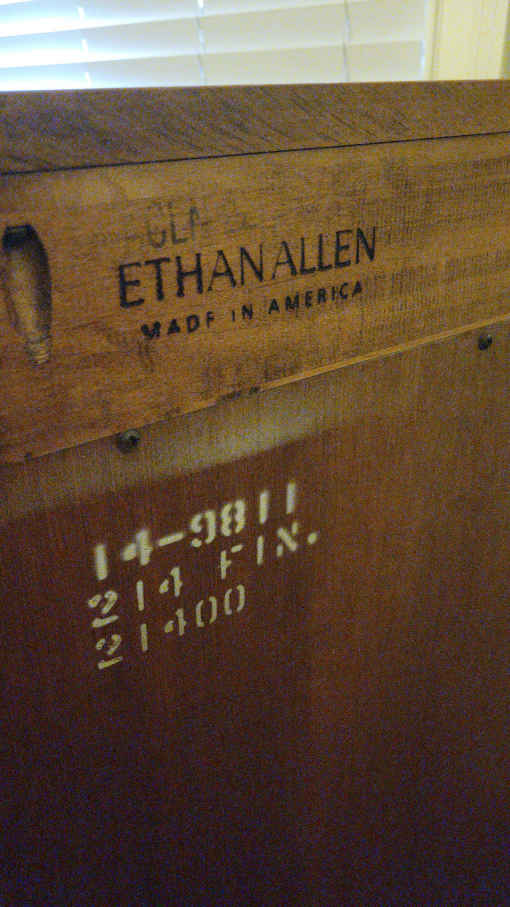 ETHAN ALLEN
MADE IN AMERICA
14-9811
214 FIN.
21400